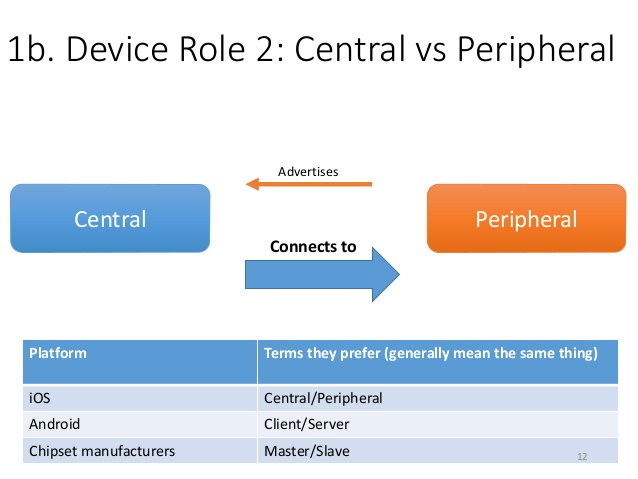 1b. Device Role 2: Central vs Peripheral
Advertises
Central
Peripheral
Connects to
Platform Terms they prefer (generally mean the same thing)
iOS Central/Peripheral
Android Client/Server
Chipset manufacturers Master/Slave
12